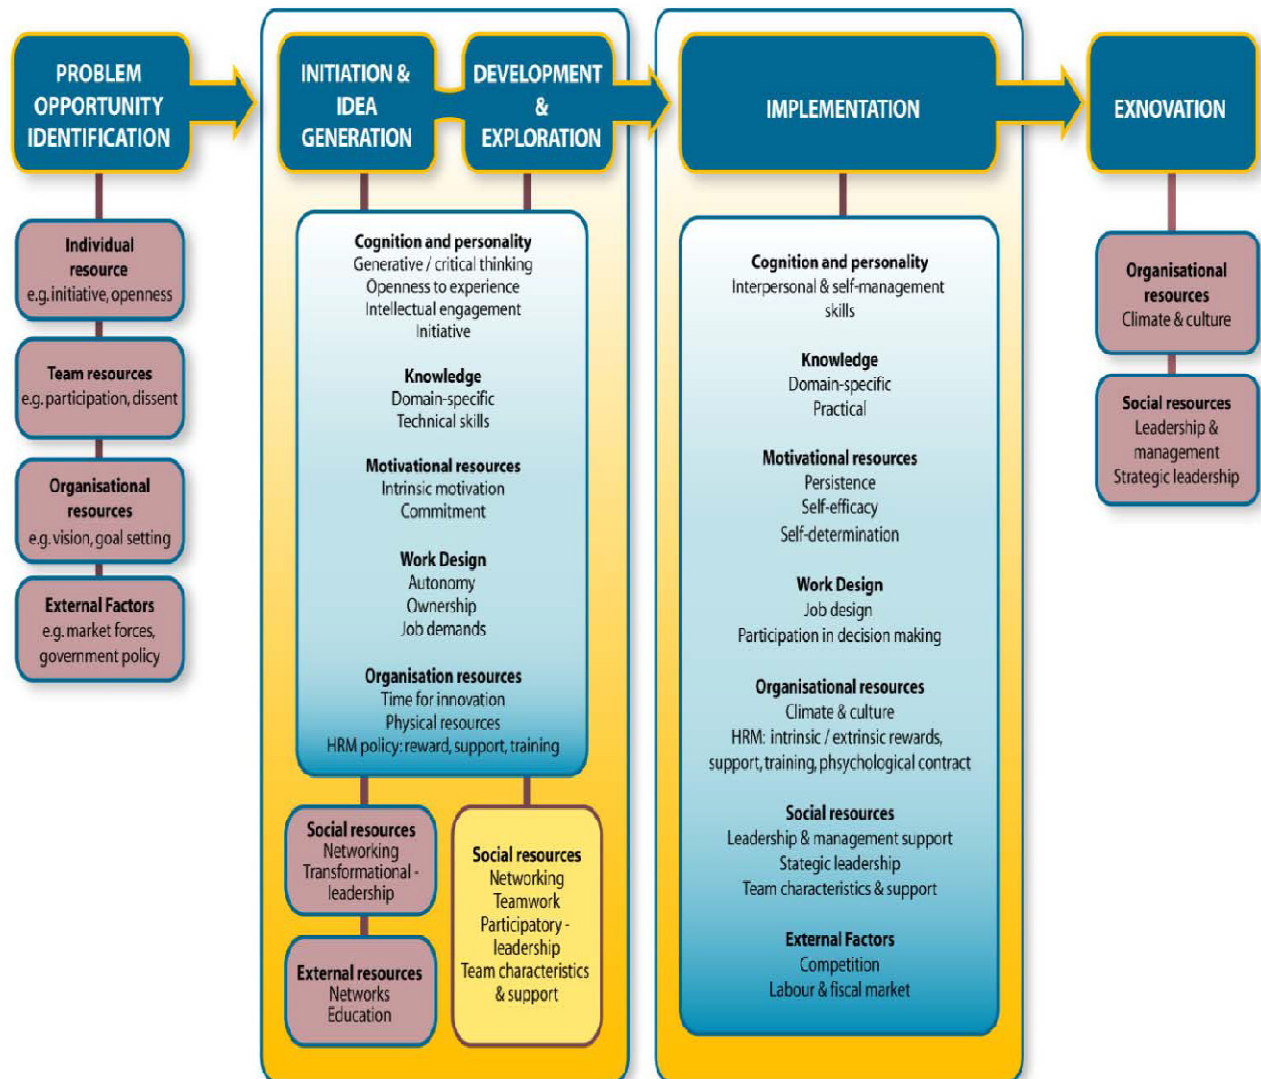 PROBLEM
OPPORTUNITY
IDENTIFICATION
Individual
resource
e.g. initiative, openness
Team resources
e.g. participation, dissent
Organisational
resources
e.g. vision, goal setting
External Factors
e.g. market forces,
government policy
INITIATION &
IDEA
GENERATION
DEVELOPMENT
&
EXPLORATION
Cognition and personality
Generative / critical thinking
Openness to experience
Intellectual engagement
Initiative
Knowledge
Domain-specific
Technical skills
Motivational resources
Intrinsic motivation
Commitment
Work Design
Autonomy
Ownership
Job demands
Organisation resources
Time for innovation
Physical resources
HRM policy: reward, support, training
Social resources
Networking
Transformational -
leadership
External resources
Networks
Education
Social resources
Networking
Teamwork
Participatory -
leadership
Team characteristics
& support
IMPLEMENTATION
Cognition and personality
Interpersonal & self-management
skills
Knowledge
Domain-specific
Practical
Motivational resources
Persistence
Self-efficacy
Self-determination
Work Design
Job design
Participation in decision making
Organisational resources
Climate & culture
HRM: intrinsic / extrinsic rewards,
support, training, phsychological contract
Social resources
Leadership & management support
Stategic leadership
Team characteristics & support
External Factors
Competition
Labour & fiscal market
EXNOVATION
Organisational
resources
Climate & culture
Social resources
Leadership &
management
Strategic leadership